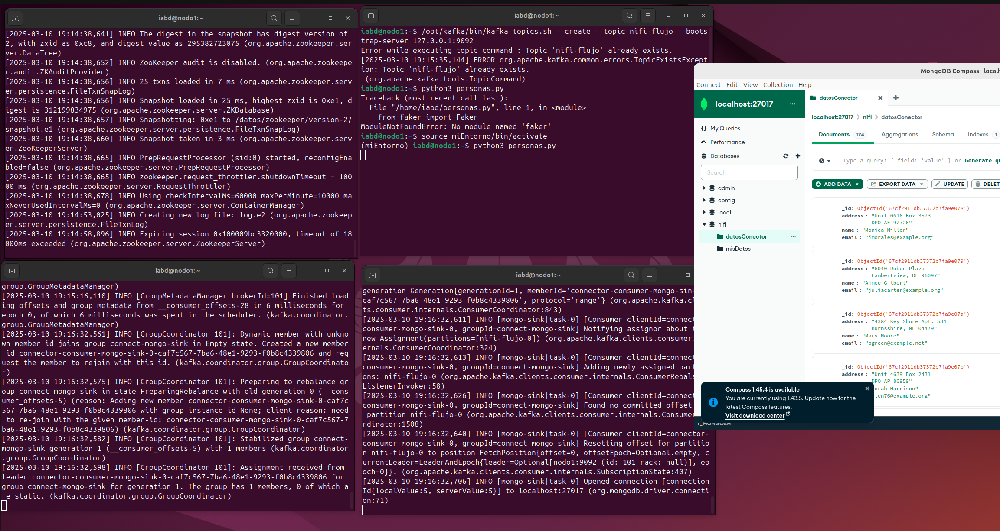 iabd@nodo1: ~
[2025-03-10 19:14:38,641] INFO The digest in the snapshot has digest version of
2, with zxid as 0xc8, and digest value as 295382723075 (org.apache.zookeeper.ser
ver.DataTree)
[2025-03-10 19:14:38,652] INFO ZooKeeper audit is disabled. (org.apache.zookeepe
r.audit.ZKAuditProvider)
[2025-03-10 19:14:38,656] INFO 25 txns loaded in 7 ms (org.apache.zookeeper.serv
er.persistence.FileTxnSnapLog)
[2025-03-10 19:14:38,656] INFO Snapshot loaded in 25 ms, highest zxid is 0xe1, d
igest is 312199834975 (org.apache.zookeeper.server.ZKDatabase)
[2025-03-10 19:14:38,657] INFO Snapshotting: 0xe1 to /datos/zookeeper/version-2/
snapshot.e1 (org.apache.zookeeper.server.persistence.FileTxnSnapLog)
[2025-03-10 19:14:38,660] INFO Snapshot taken in 3 ms (org.apache.zookeeper.serv
er.ZooKeeperServer)
[2025-03-10 19:14:38,665] INFO PrepRequestProcessor (sid:0) started, reconfigEna
bled=false (org.apache.zookeeper.server.PrepRequestProcessor)
[2025-03-10 19:14:38,665] INFO zookeeper.request_throttler.shutdownTimeout = 100
00 ms (org.apache.zookeeper.server.RequestThrottler)
[2025-03-10 19:14:38,678] INFO Using checkIntervalMs=60000 maxPerMinute=10000 ma
xNeverUsedIntervalMs=0 (org.apache.zookeeper.server.ContainerManager)
[2025-03-10 19:14:53,025] INFO Creating new log file: log.e2 (org.apache.zookeep
er.server.persistence.FileTxnLog)
[2025-03-10 19:14:58,896] INFO Expiring session 0x100009bc3320000, timeout of 18
000ms exceeded (org.apache.zookeeper.server.ZooKeeperServer)
iabd@nodo1: ~
iabd@nodo1:~$ /opt/kafka/bin/kafka-topics.sh --create --topic nifi-flujo --boots
trap-server 127.0.0.1:9092
Error while executing topic command : Topic 'nifi-flujo' already exists.
[2025-03-10 19:15:35,144] ERROR org.apache.kafka.common.errors.TopicExistsExcept
ion: Topic 'nifi-flujo' already exists.
(org.apache.kafka.tools.TopicCommand)
iabd@nodo1:~$ python3 personas.py
Traceback (most recent call last):
File "/home/iabd/personas.py", line 1, in <module>
from faker import Faker
ModuleNotFoundError: No module named 'faker'
iabd@nodo1:~$ source miEntorno/bin/activate
(miEntorno) iabd@nodo1:~$ python3 personas.py
iabd@nodo1: ~
group.GroupMetadataManager)
[2025-03-10 19:15:16,110] INFO [GroupMetadataManager brokerId=101] Finished load
ing offsets and group metadata from __consumer_offsets-28 in 6 milliseconds for
epoch 0, of which 6 milliseconds was spent in the scheduler. (kafka.coordinator.
group.GroupMetadataManager)
[2025-03-10 19:16:32,561] INFO [GroupCoordinator 101]: Dynamic member with unkno
wn member id joins group connect-mongo-sink in Empty state. Created a new member
id connector-consumer-mongo-sink-0-caf7c567-7ba6-48e1-9293-f0b8c4339806 and req
uest the member to rejoin with this id. (kafka.coordinator.group.GroupCoordinato
r)
[2025-03-10 19:16:32,575] INFO [GroupCoordinator 101]: Preparing to rebalance gr
oup connect-mongo-sink in state PreparingRebalance with old generation 0 (__cons
umer_offsets-5) (reason: Adding new member connector-consumer-mongo-sink-0-caf7c
567-7ba6-48e1-9293-f0b8c4339806 with group instance id None; client reason: need
to re-join with the given member-id: connector-consumer-mongo-sink-0-caf7c567-7
ba6-48e1-9293-f0b8c4339806) (kafka.coordinator.group.GroupCoordinator)
[2025-03-10 19:16:32,582] INFO [GroupCoordinator 101]: Stabilized group connect-
mongo-sink generation 1 (__consumer_offsets-5) with 1 members (kafka.coordinator
.group.GroupCoordinator)
[2025-03-10 19:16:32,598] INFO [GroupCoordinator 101]: Assignment received from
leader connector-consumer-mongo-sink-0-caf7c567-7ba6-48e1-9293-f0b8c4339806 for
group connect-mongo-sink for generation 1. The group has 1 members, 0 of which a
re static. (kafka.coordinator.group.GroupCoordinator)
iabd@nodo1: ~
generation Generation{generationId=1, memberId='connector-consumer-mongo-sink
caf7c567-7ba6-48e1-9293-f0b8c4339806', protocol='range'} (org.apache.kafka.cl
ts.consumer.internals.ConsumerCoordinator:843)
[2025-03-10 19:16:32,611] INFO [mongo-sink|task-0] [Consumer clientId=connect
consumer-mongo-sink-0, groupId=connect-mongo-sink] Notifying assignor about
new Assignment(partitions=[nifi-flujo-0]) (org.apache.kafka.clients.consumer.
ernals.ConsumerCoordinator:324)
[2025-03-10 19:16:32,613] INFO [mongo-sink|task-0] [Consumer clientId=connect
consumer-mongo-sink-0, groupId=connect-mongo-sink] Adding newly assigned part
ons: nifi-flujo-0 (org.apache.kafka.clients.consumer.internals.ConsumerRebala
ListenerInvoker:58)
[2025-03-10 19:16:32,626] INFO [mongo-sink|task-0] [Consumer clientId=connect
consumer-mongo-sink-0, groupId=connect-mongo-sink] Found no committed offset
partition nifi-flujo-0 (org.apache.kafka.clients.consumer.internals.Consumer
rdinator:1508)
[2025-03-10 19:16:32,640] INFO [mongo-sink|task-0] [Consumer clientId=connector-
consumer-mongo-sink-0, groupId=connect-mongo-sink] Resetting offset for partitio
n nifi-flujo-0 to position FetchPosition{offset=0, offsetEpoch=Optional.empty, c
urrentLeader=LeaderAndEpoch{leader=Optional[nodo1:9092 (id: 101 rack: null)], ep
och=0}}. (org.apache.kafka.clients.consumer.internals.SubscriptionState:407)
[2025-03-10 19:16:32,706] INFO [mongo-sink|task-0] Opened connection [connection
Id{localValue:5, serverValue:5}] to localhost:27017 (org.mongodb.driver.connecti
on:71)
MongoDB Compass - localh
Connect Edit View Collection Help
localhost:27017
{} My Queries
Performance
Databases
Search
admin
config
local
nifi
datosConector
misDatos
datosConector
localhost:27017 > nifi > datosConector
Documents 174 Aggregations Schema Indexes 1
Type a query: { field: 'value' } or Generate qu
ADD DATA EXPORT DATA UPDATE DELET
_id: ObjectId('67cf2911db37372b7fa9e078')
address : "Unit 0616 Box 3573
DPO AE 92726"
name : "Monica Miller"
email : "imorales@example.org"
_id: ObjectId('67cf2911db37372b7fa9e079')
address : "6040 Ruben Plaza
Lambertview, DE 96097"
name : "Aimee Gilbert"
email : "juliacarter@example.org"
_id: ObjectId('67cf2911db37372b7fa9e07a')
address : "4384 Key Shore Apt. 534
Burnsshire, ME 04479"
name : "Mary Moore"
email : "bgreen@example.net"
_id: ObjectId('67cf2911db37372b7fa9e07b')
address : "Unit 4639 Box 2431
DPO AP 80959"
orah Harrison"
len76@example.org"
Compass 1.45.4 is available
You are currently using 1.43.5. Update now for the
latest Compass features.
Visit download center
>_MONGOSH